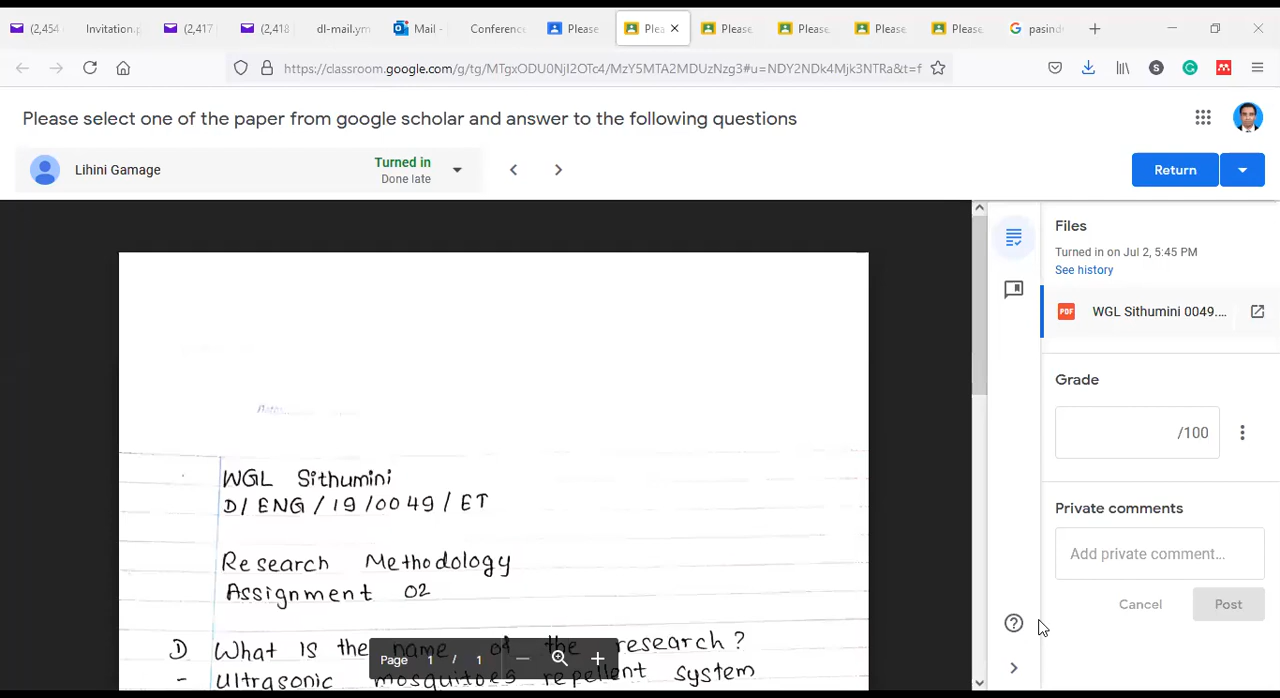 (2,454
Invitation.p
(2,417
(2,418
dl-mail.ym
Mail -
Conference
Please
Plea
Please
Please
Please
Please
pasind
https://classroom.google.com/g/tg/MTgxODU0NjI2OTc4/MzY5MTA2MDUzNzg3#u=NDY2NDk4Mjk3NTRa&t=f
Please select one of the paper from google scholar and answer to the following questions
Lihini Gamage
Turned in
Done late
Return
Files
Turned in on Jul 2, 5:45 PM
See history
PDF WGL Sithumini 0049....
Grade
/100
Private comments
Add private comment...
Cancel Post
WGL Sithumini
D/ENG/19/0049/ET
Research Methodology
Assignment 02
1) What is the name of the research?
- Ultrasonic mosquitoes repellent system
Page 1 / 1